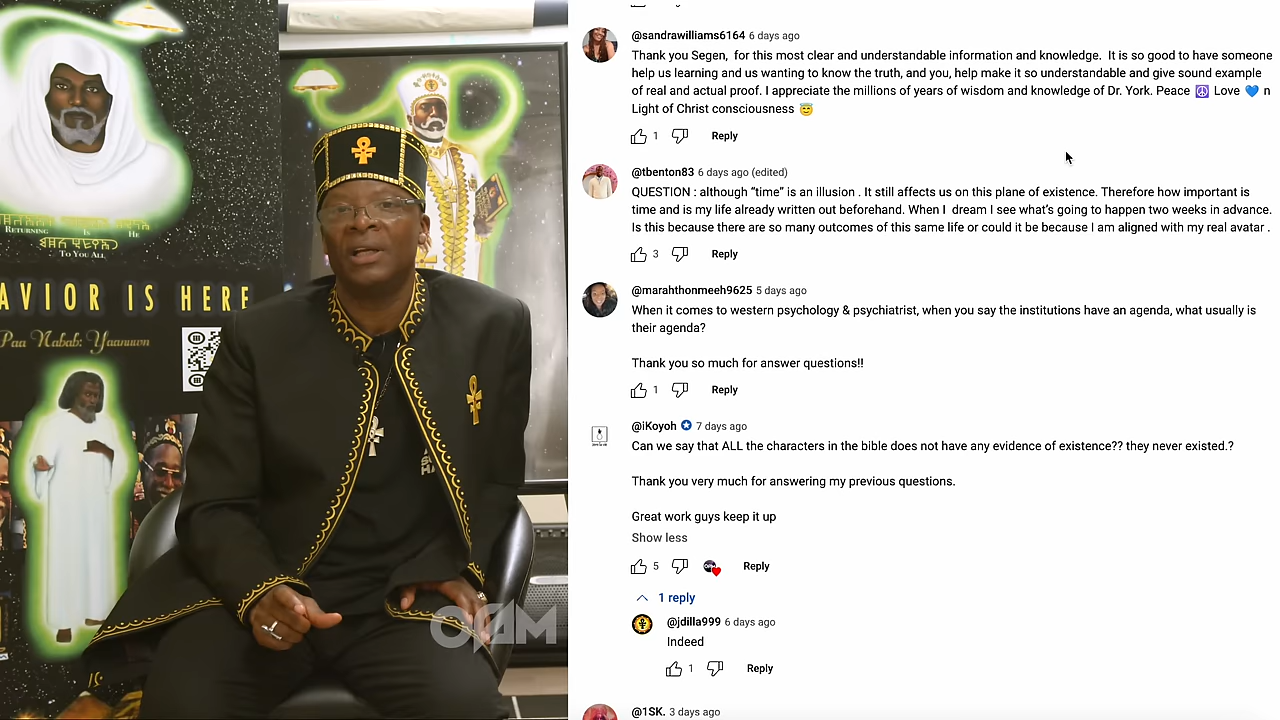 RETURNING IS HE
TO YOU ALL
AVIOR IS HERE
Paa Nabab: Yaanuwn
OGM
@sandrawilliams6164 6 days ago
Thank you Segen, for this most clear and understandable information and knowledge. It is so good to have someone
help us learning and us wanting to know the truth, and you, help make it so understandable and give sound example
of real and actual proof. I appreciate the millions of years of wisdom and knowledge of Dr. York. Peace ☮️ Love 💙 n
Light of Christ consciousness 😇
1 Reply
@tbenton83 6 days ago (edited)
QUESTION : although “time” is an illusion . It still affects us on this plane of existence. Therefore how important is
time and is my life already written out beforehand. When I dream I see what’s going to happen two weeks in advance.
Is this because there are so many outcomes of this same life or could it be because I am aligned with my real avatar .
3 Reply
@marahthonmeeh9625 5 days ago
When it comes to western psychology & psychiatrist, when you say the institutions have an agenda, what usually is
their agenda?
Thank you so much for answer questions!!
1 Reply
@iKoyoh 7 days ago
Can we say that ALL the characters in the bible does not have any evidence of existence?? they never existed.?
Thank you very much for answering my previous questions.
Great work guys keep it up
Show less
5 Reply
1 reply
@jdilla999 6 days ago
Indeed
1 Reply
@1SK. 3 days ago